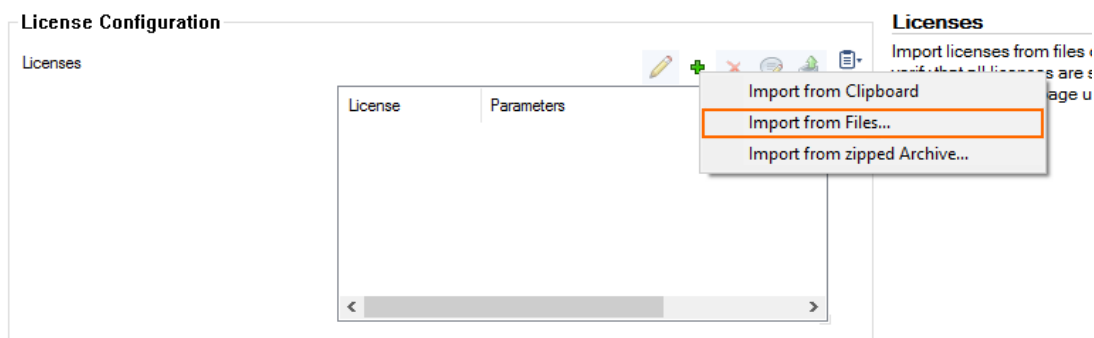 License Configuration
Licenses
License Parameters
Import from Clipboard
Import from Files...
Import from zipped Archive...
Licenses
Import licenses from files
are s
age u